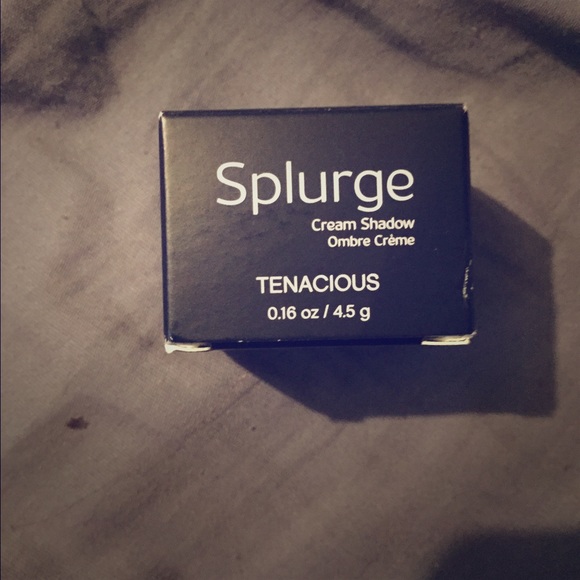 Splurge
Cream Shadow
Ombre Crème
TENACIOUS
0.16 oz / 4.5 g